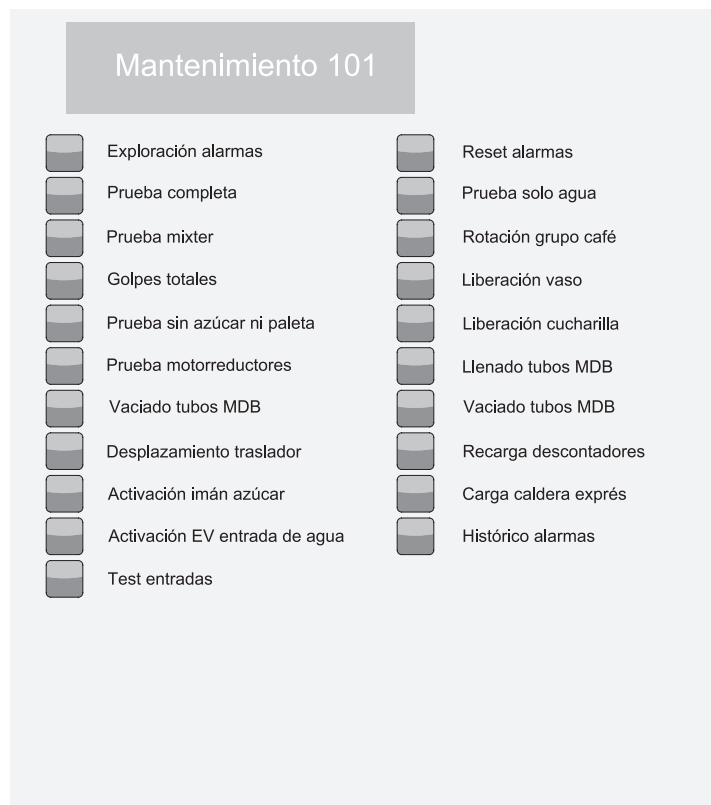 Mantenimiento 101
Exploración alarmas
Reset alarmas
Prueba completa
Prueba solo agua
Prueba mixter
Rotación grupo café
Golpes totales
Liberación vaso
Prueba sin azúcar ni paleta
Liberación cucharilla
Prueba motorreductores
Llenado tubos MDB
Vaciado tubos MDB
Vaciado tubos MDB
Desplazamiento traslador
Recarga descontadores
Activación imán azúcar
Carga caldera exprés
Activación EV entrada de agua
Histórico alarmas
Test entradas